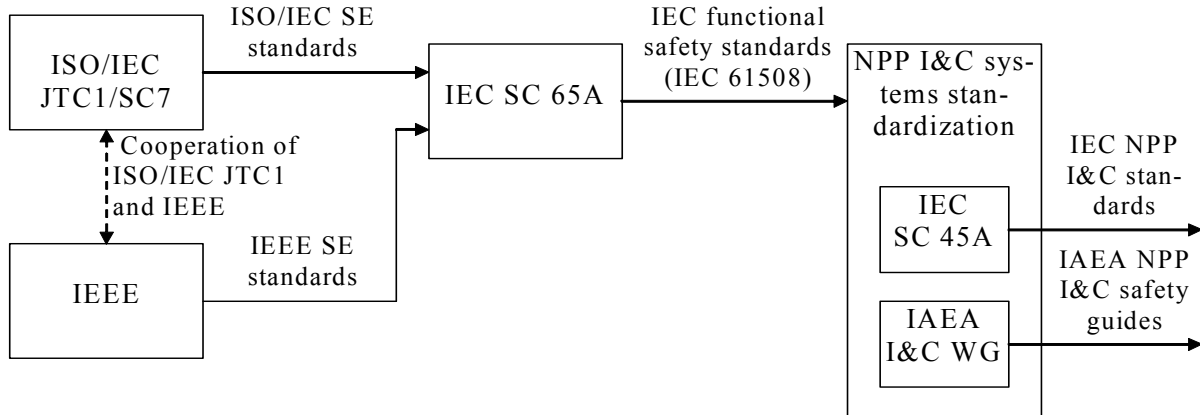 ISO/IEC
JTC1/SC7
ISO/IEC SE
standards
Cooperation of
ISO/IEC JTC1
and IEEE
IEEE
IEEE SE
standards
IEC SC 65A
IEC functional
safety standards
(IEC 61508)
NPP I&C sys-
tems stan-
dardization
IEC
SC 45A
IAEA
I&C WG
IEC NPP
I&C stan-
dards
IAEA NPP
I&C safety
guides